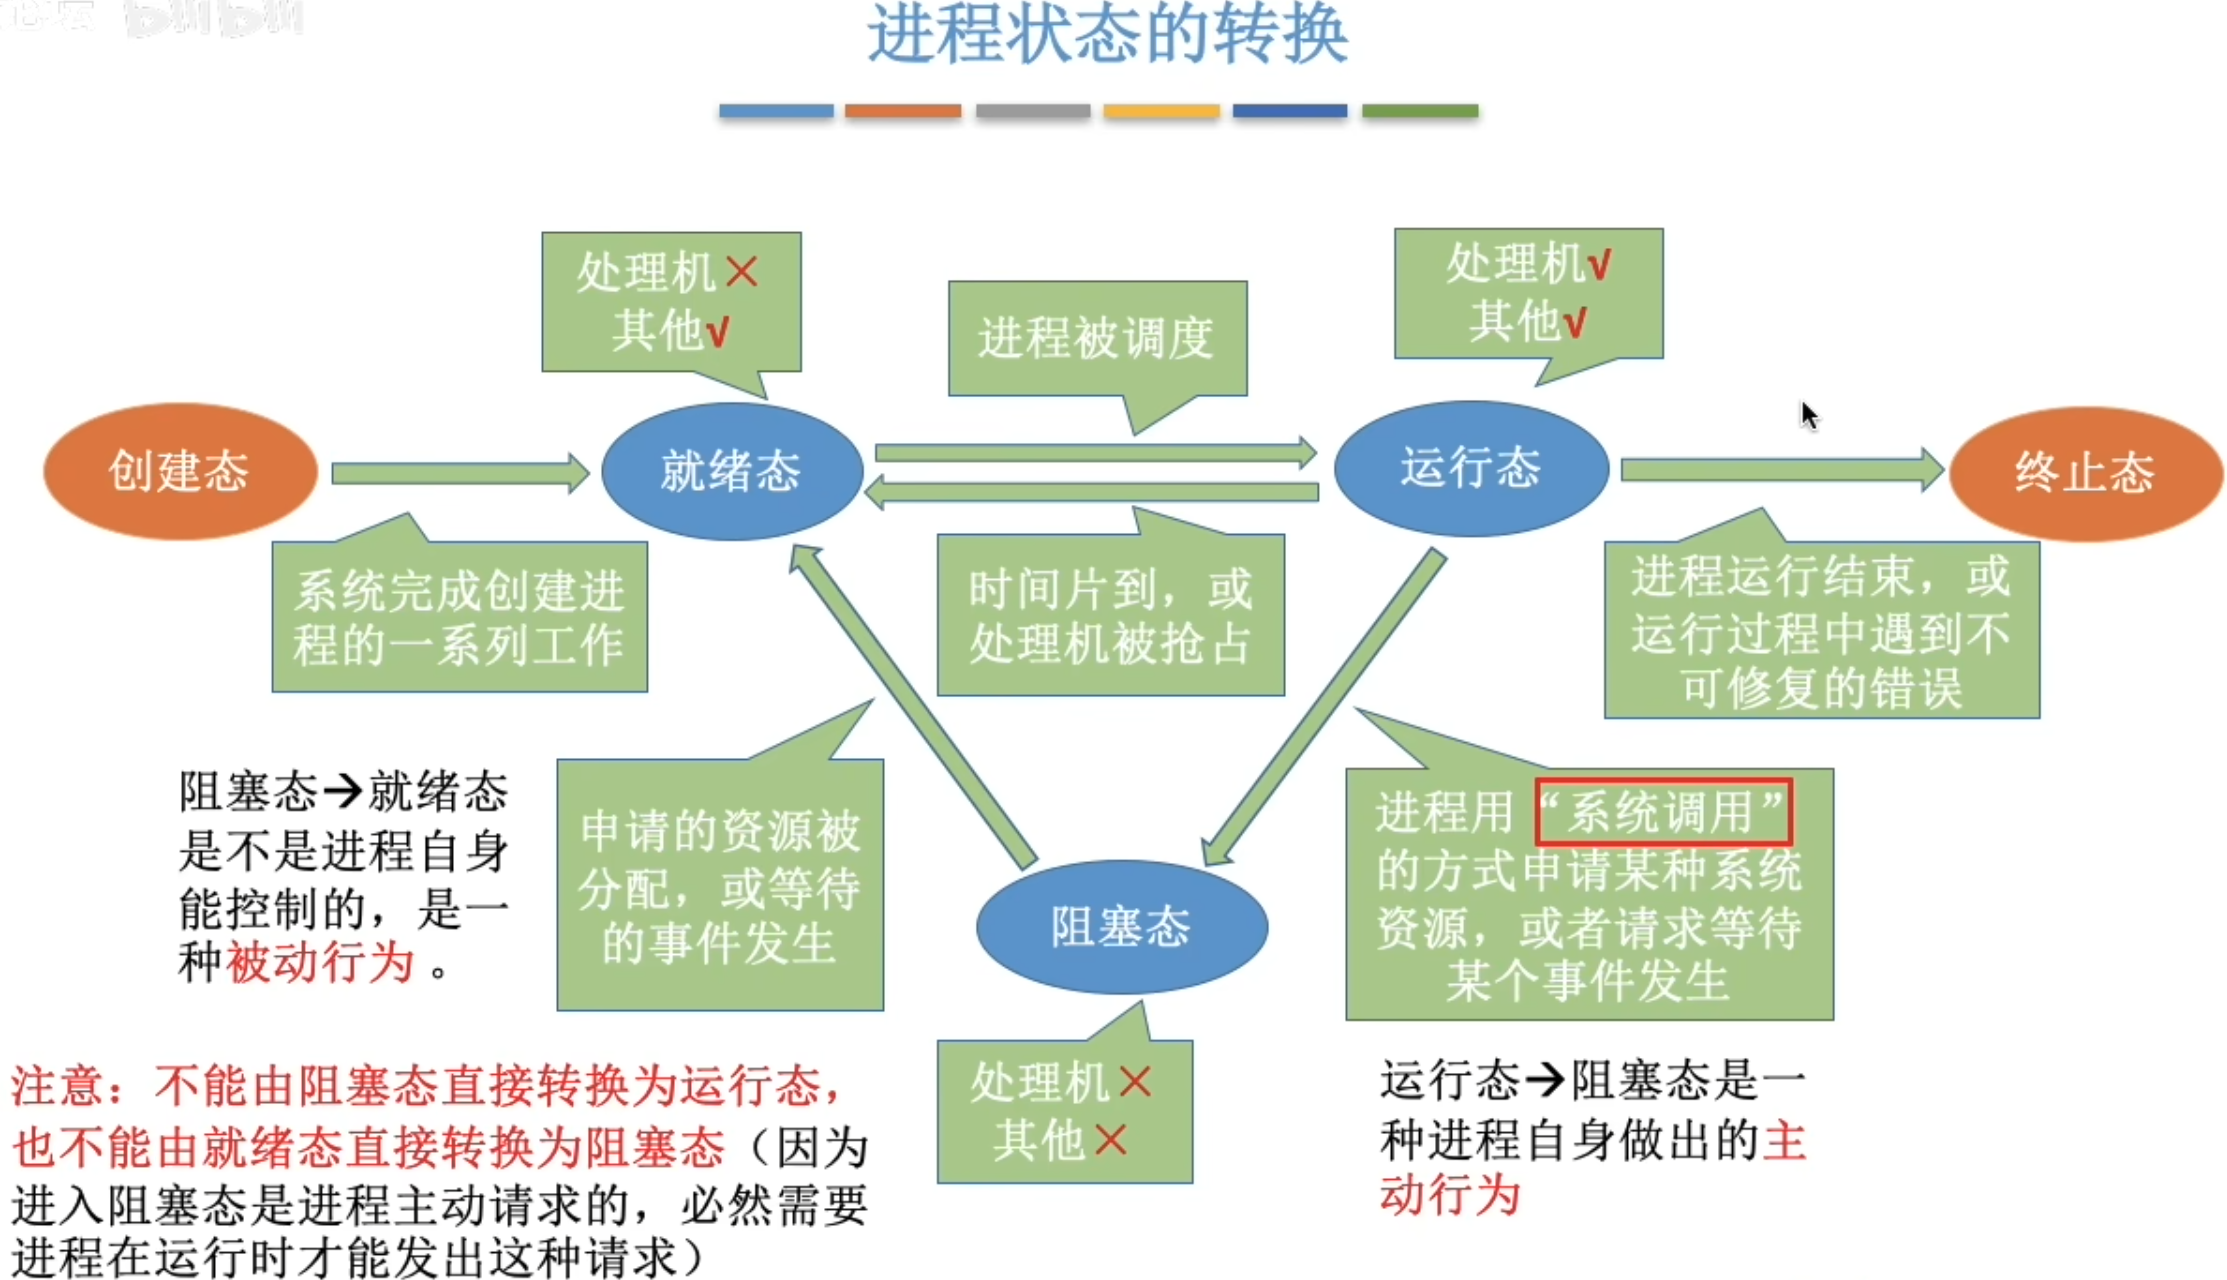 bilibili
进程状态的转换
处理机×
其他√
进程被调度
处理机√
其他√
创建态
就绪态
运行态
终止态
系统完成创建进
程的一系列工作
时间片到，或
处理机被抢占
进程运行结束，或
运行过程中遇到不
可修复的错误
阻塞态→就绪态
是不是进程自身
能控制的，是一
种被动行为 。
申请的资源被
分配，或等待
的事件发生
进程用“系统调用”
的方式申请某种系统
资源，或者请求等待
某个事件发生
阻塞态
处理机×
其他×
运行态→阻塞态是一
种进程自身做出的主
动行为
注意：不能由阻塞态直接转换为运行态，
也不能由就绪态直接转换为阻塞态（因为
进入阻塞态是进程主动请求的，必然需要
进程在运行时才能发出这种请求）